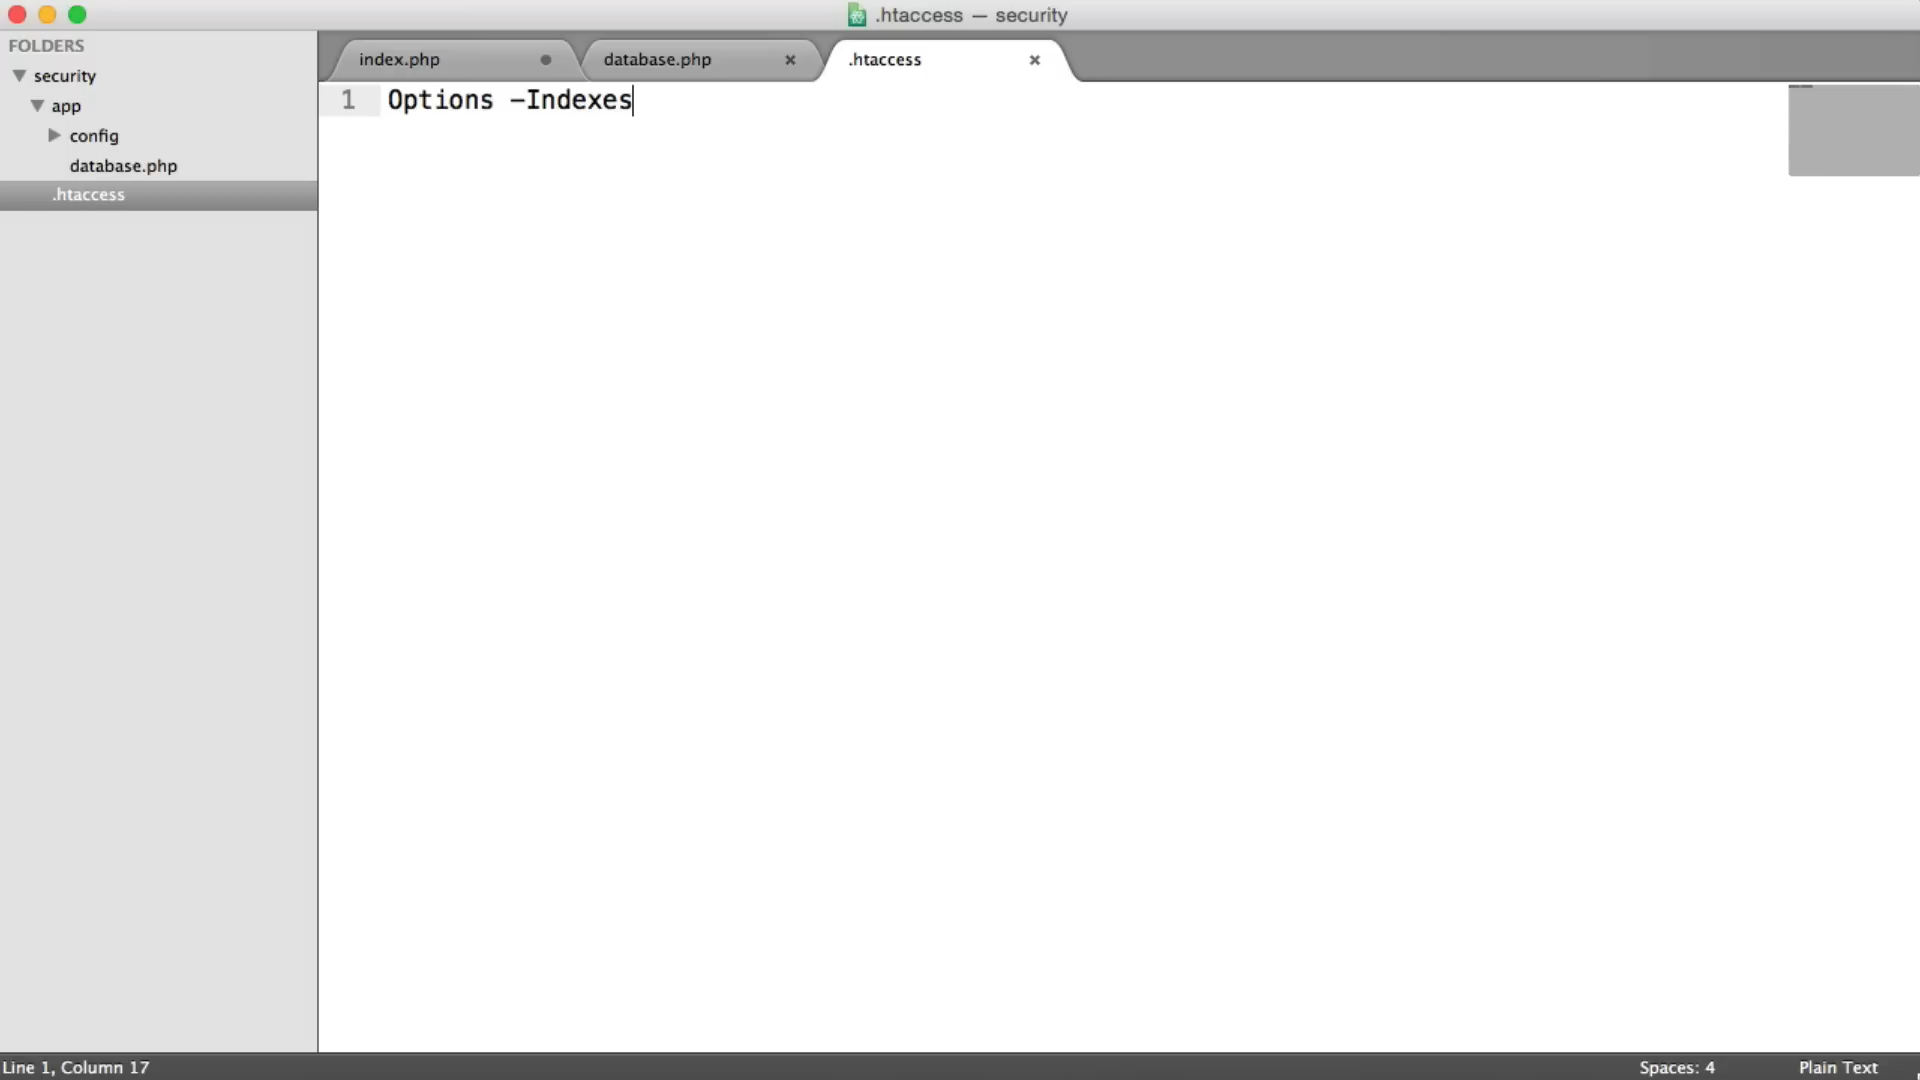 .htaccess — security
FOLDERS
security
app
config
database.php
.htaccess
index.php
database.php
.htaccess
1 Options -Indexes
Line 1, Column 17
Spaces: 4
Plain Text